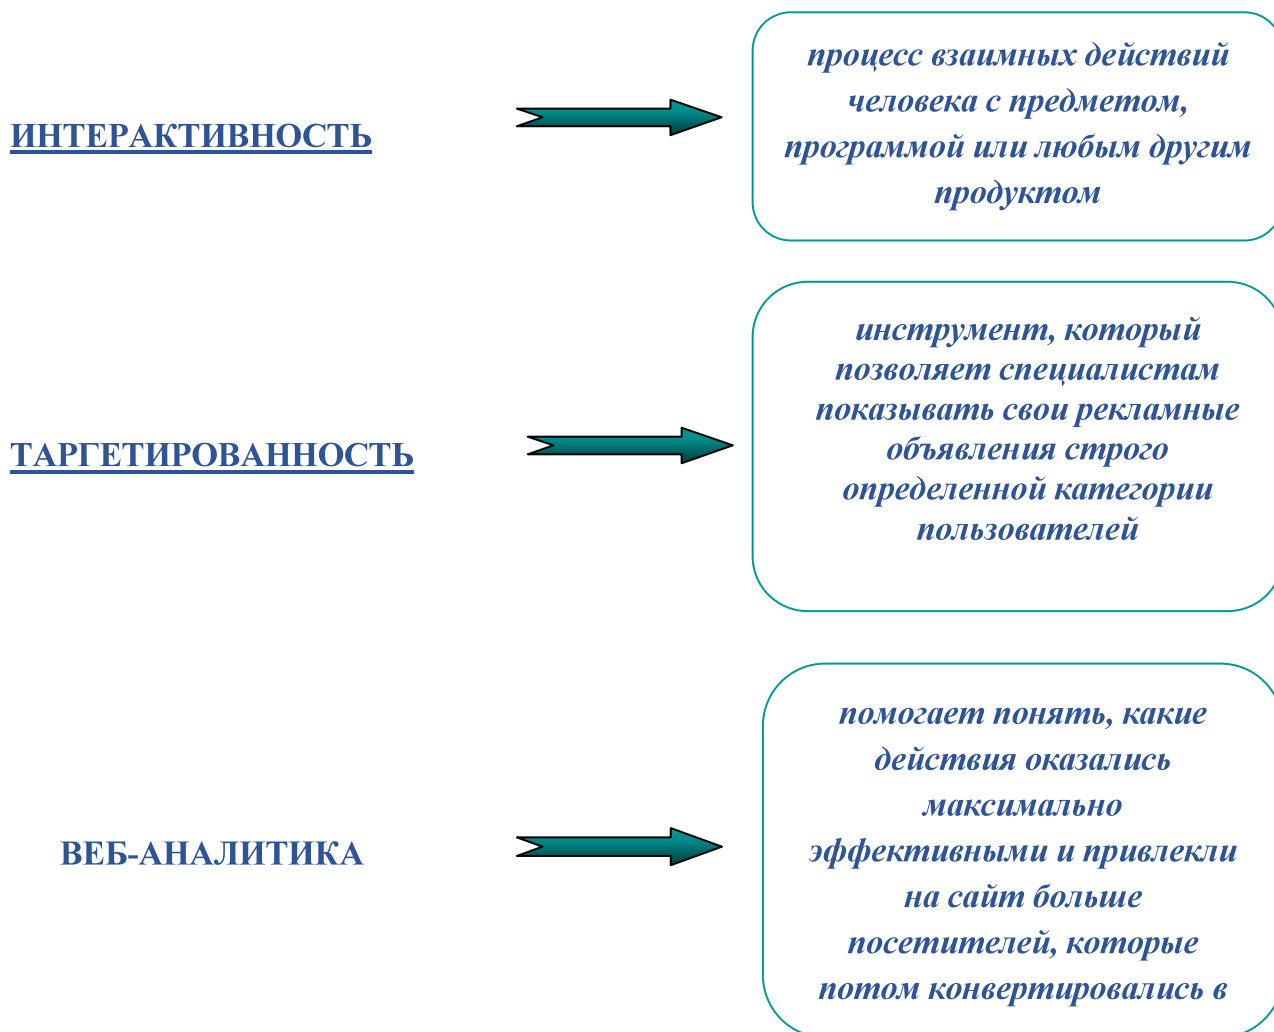 процесс взаимных действий
человека с предметом,
ИНТЕРАКТИВНОСТЬ
программой или любым другим
продуктом
инструмент, который
позволяет специалистам
показывать свои рекламные
ТАРГЕТИРОВАННОСТЬ
объявления строго
определенной категории
пользователей
помогает понять, какие
действия оказались
максимально
ВЕБ-АНАЛИТИКА
эффективными и привлекли
на сайт больше
посетителей, которые
потом конвертировались в